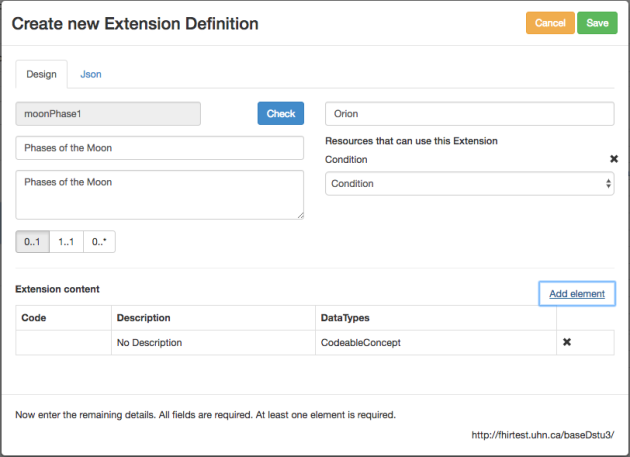 Create new Extension Definition
Cancel Save
Design Json
moonPhase1 Check Orion
Phases of the Moon
Resources that can use this Extension
Condition
Phases of the Moon
Condition
0..1 1..1 0..*
Extension content
Add element
Code Description DataTypes
No Description CodeableConcept
Now enter the remaining details. All fields are required. At least one element is required.
http://fhirtest.uhn.ca/baseDstu3/